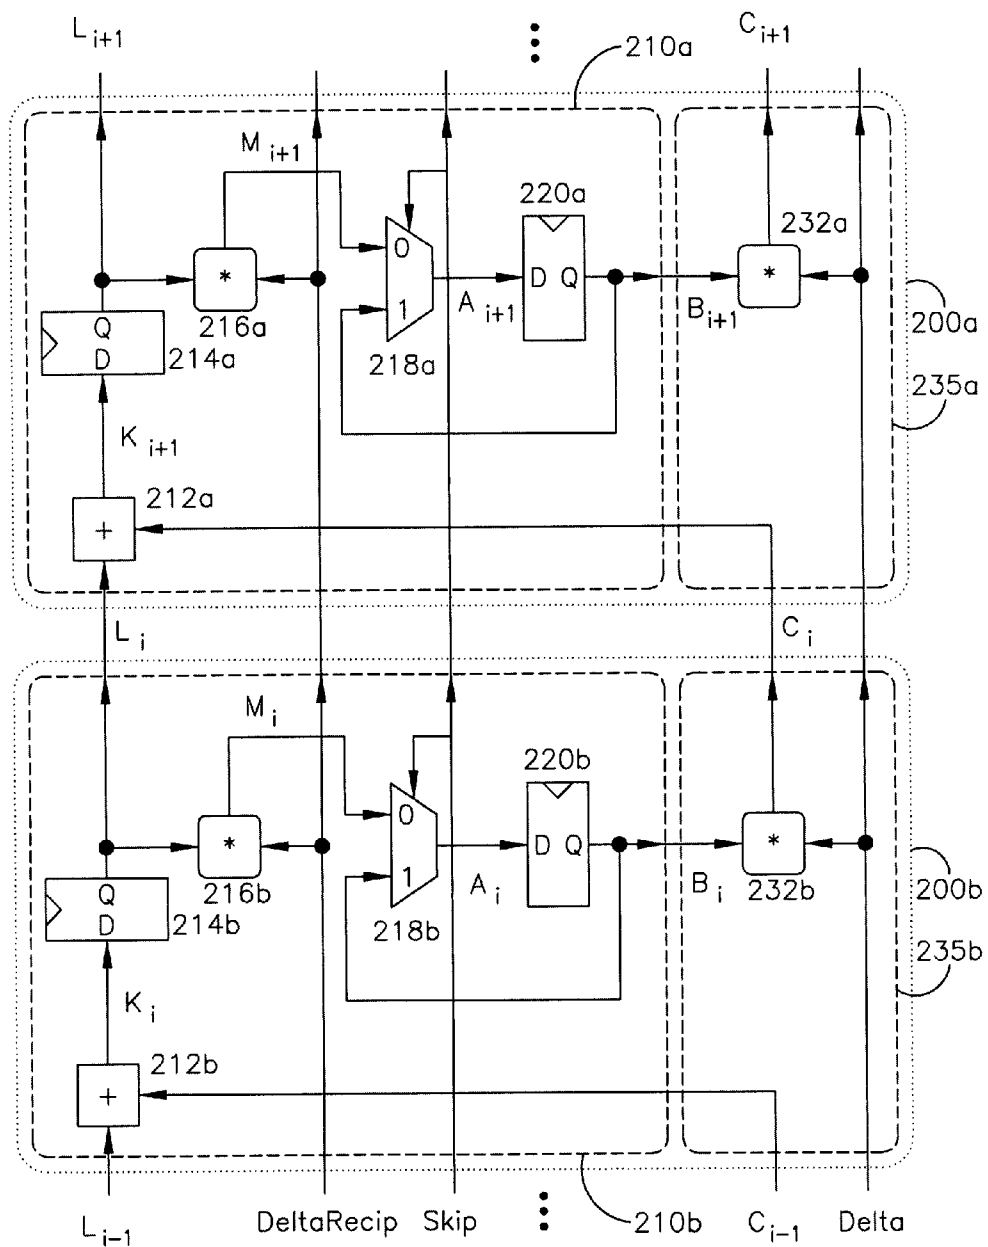 L i+1
C i+1
210a
M i+1
220a
232a
0
*
*
D Q
A i+1
B i+1
1
Q
D
216a
214a
218a
200a
235a
K i+1
212a
+
L i
C i
M i
220b
0
*
D Q
*
1
A i
B i
232b
Q
D
216b
214b
218b
200b
235b
K i
212b
+
L i-1
DeltaRecip
Skip
210b
C i-1
Delta